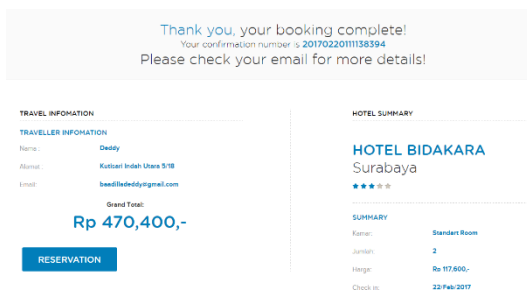 Thank you, your booking complete!
Your confirmation number is 20170220111138394
Please check your email for more details!
TRAVEL INFOMATION
TRAVELLER INFOMATION
Nama : Deddy
Alamat : Kutisari Indah Utara 5/18
Email: beedillededdy@gmail.com
Grand Total:
Rp 470,400,-
RESERVATION
HOTEL SUMMARY
HOTEL BIDAKARA
Surabaya
SUMMARY
Kamar: Standart Room
Jumlah: 2
Harga: Rp 117.600,-
Check in: 22/Feb/2017